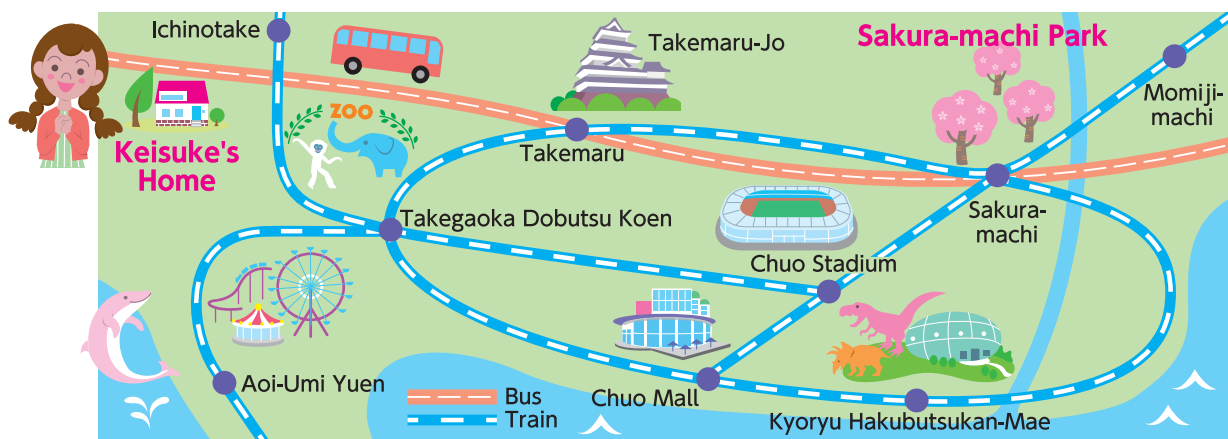 Ichinotake
Takemaru-Jo
Sakura-machi Park
Momiji-
machi
ZOO
Keisuke's
Home
Takemaru
Takegaoka Dobutsu Koen
Sakura-
machi
Chuo Stadium
Aoi-Umi Yuen
Chuo Mall
Kyoryu Hakubutsukan-Mae
Bus
Train